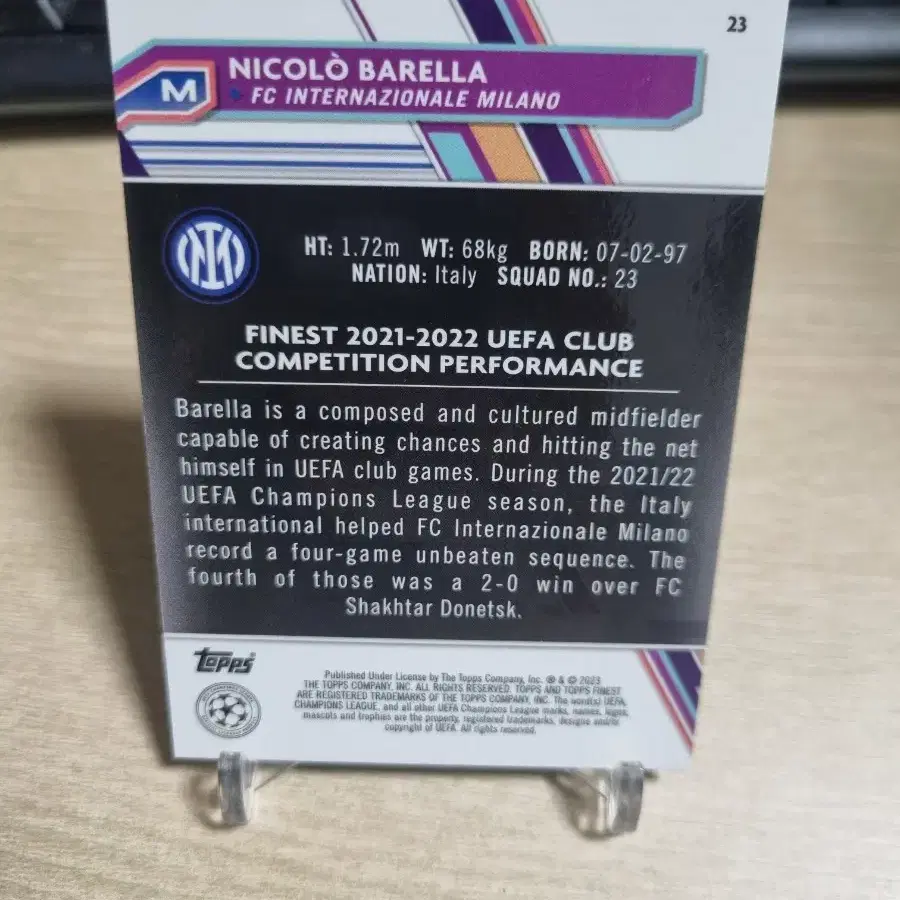 23
NICOLÒ BARELLA
M
FC INTERNAZIONALE MILANO
HT: 1.72m WT: 68kg BORN: 07-02-97
NATION: Italy SQUAD NO.: 23
FINEST 2021-2022 UEFA CLUB
COMPETITION PERFORMANCE
Barella is a composed and cultured midfielder
capable of creating chances and hitting the net
himself in UEFA club games. During the 2021/22
UEFA Champions League season, the Italy
international helped FC Internazionale Milano
record a four-game unbeaten sequence. The
fourth of those was a 2-0 win over FC
Shakhtar Donetsk.
Topps
Published Under License by The Topps Company, Inc. ® & © 2023
THE TOPPS COMPANY, INC. ALL RIGHTS RESERVED. TOPPS AND TOPPS FINEST
ARE REGISTERED TRADEMARKS OF THE TOPPS COMPANY, INC. The word(s) UEFA,
CHAMPIONS LEAGUE, and all other UEFA Champions League marks, names, logos,
mascots and trophies are the property, registered trademarks, designs and/or
copyright of UEFA. All rights reserved.